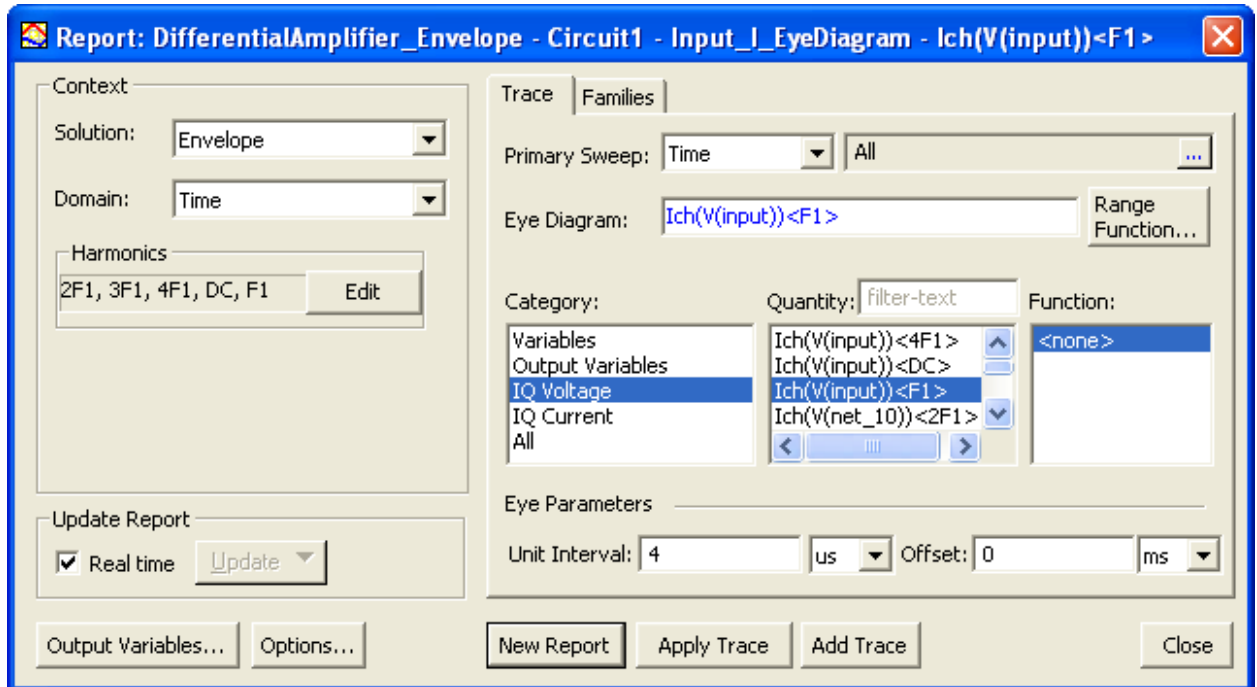 Report: DifferentialAmplifier_Envelope - Circuit1 - Input_I_EyeDiagram - Ich(V(input))<F1>
Context
Solution: Envelope
Domain: Time
Harmonics
2F1, 3F1, 4F1, DC, F1 Edit
Update Report
Real time Update
Trace Families
Primary Sweep: Time All ...
Eye Diagram: Ich(V(input))<F1> Range
Function...
Category:
Variables
Output Variables
IQ Voltage
IQ Current
All
Quantity: filter-text
Ich(V(input))<4F1>
Ich(V(input))<DC>
Ich(V(input))<F1>
Ich(V(net_10))<2F1>
Function:
<none>
Eye Parameters
Unit Interval: 4 us Offset: 0 ms
Output Variables... Options... New Report Apply Trace Add Trace Close